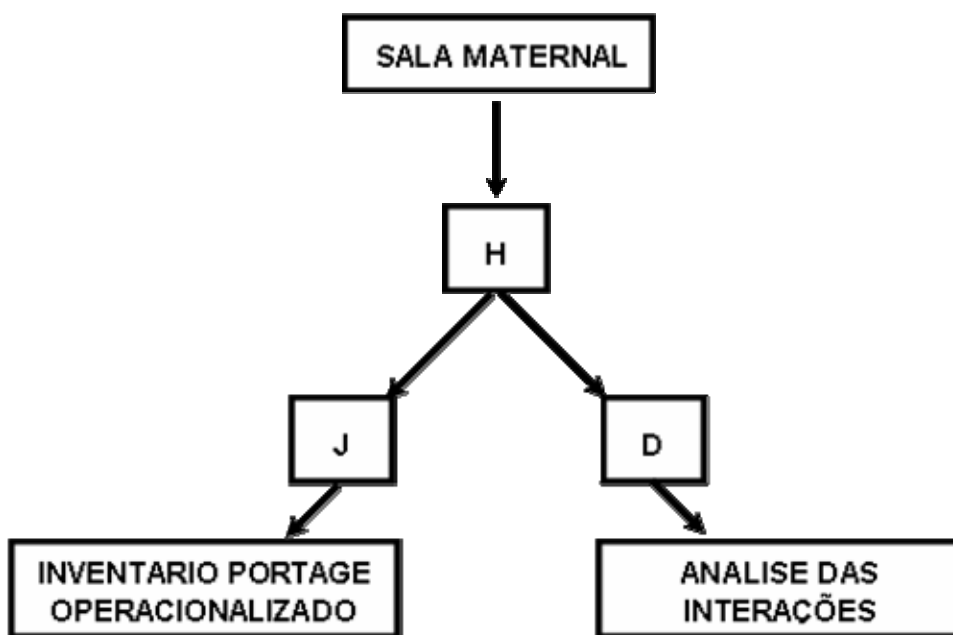 SALA MATERNAL
H
J
D
INVENTARIO PORTAGE
OPERACIONALIZADO
ANALISE DAS
INTERAÇÕES